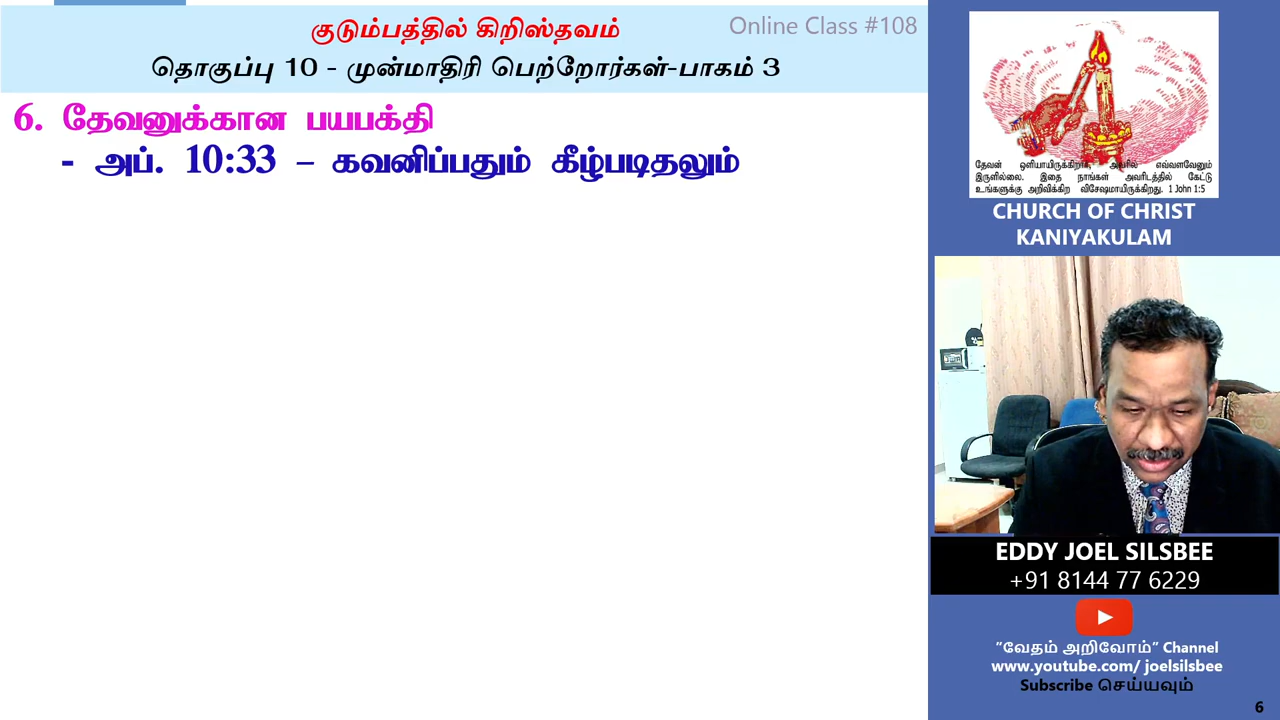 குடும்பத்தில் கிறிஸ்தவம்
Online Class #108
தொகுப்பு 10 - முன்மாதிரி பெற்றோர்கள்-பாகம் 3
6. தேவனுக்கான பயபக்தி
- அப். 10:33 – கவனிப்பதும் கீழ்படிதலும்
தேவன் ஒளியாயிருக்கிறார், அவரில் எவ்வளவேனும்
இருளில்லை. இதை நாங்கள் அவரிடத்தில் கேட்டு
உங்களுக்கு அறிவிக்கிற விசேஷமாயிருக்கிறது. 1 John 1:5
CHURCH OF CHRIST
KANIYAKULAM
EDDY JOEL SILSBEE
+91 8144 77 6229
”வேதம் அறிவோம்” Channel
www.youtube.com/ joelsilsbee
Subscribe செய்யவும்
6